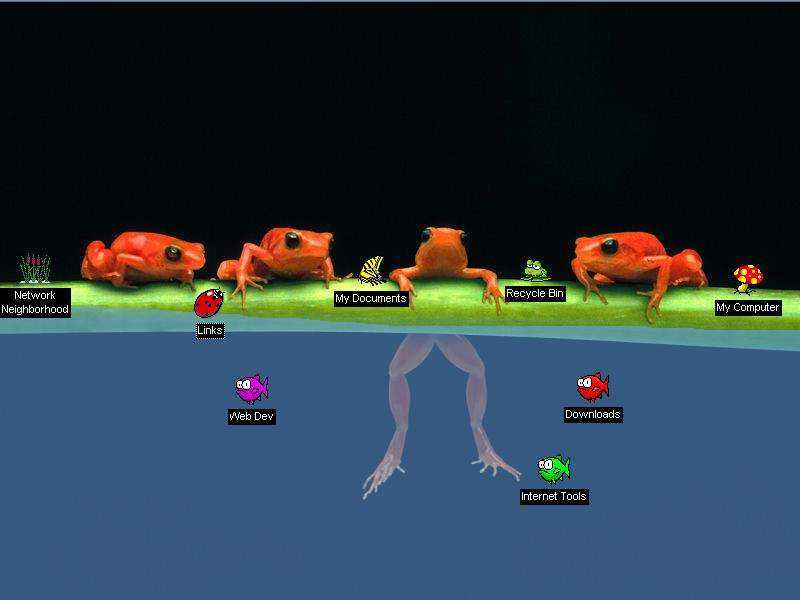 Network
Neighborhood
Links
My Documents
Recycle Bin
My Computer
Web Dev
Downloads
Internet Tools